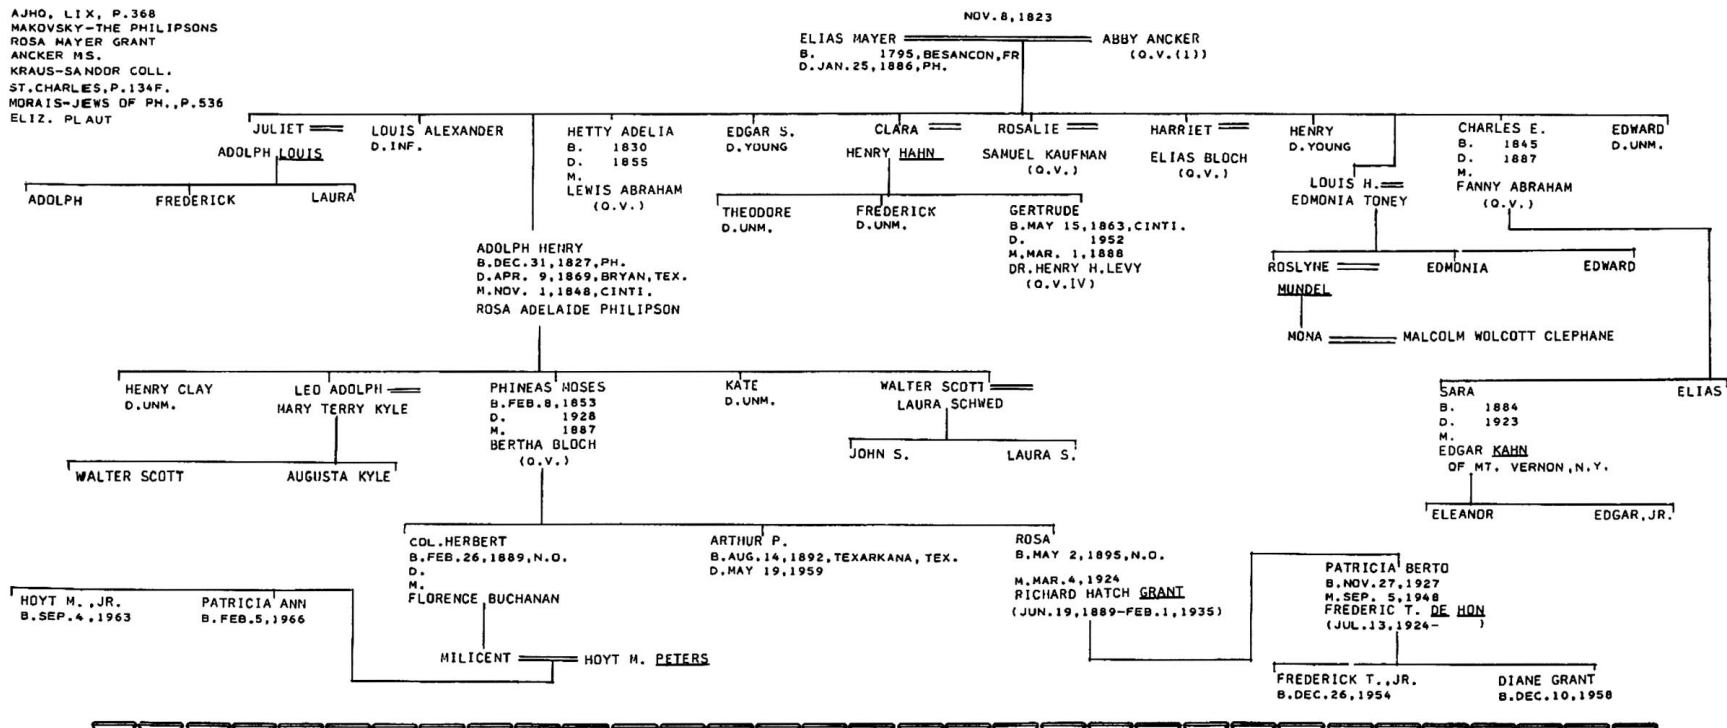 AJHQ, LIX, P.368
MAKOVSKY-THE PHILIPSONS
ROSA MAYER GRANT
ANCKER MS.
KRAUS-SANDOR COLL.
ST.CHARLES,P.134F.
MORAIS-JEWS OF PH.,P.536
ELIZ. PLAUT
NOV.8,1823
ELIAS MAYER
B. 1795,BESANCON,FR
D.JAN.25,1886,PH.
ABBY ANCKER
(Q.V.(1))
JULIET
ADOLPH LOUIS
LOUIS ALEXANDER
D.INF.
HETTY ADELIA
B. 1830
D. 1855
M.
LEWIS ABRAHAM
(Q.V.)
EDGAR S.
D.YOUNG
CLARA
HENRY HAHN
ROSALIE
SAMUEL KAUFMAN
(Q.V.)
HARRIET
ELIAS BLOCH
(Q.V.)
HENRY
D.YOUNG
LOUIS H.
EDMONIA TONEY
CHARLES E.
B. 1845
D. 1887
M.
FANNY ABRAHAM
(Q.V.)
EDWARD
D.UNM.
ADOLPH
FREDERICK
LAURA
ADOLPH HENRY
B.DEC.31,1827,PH.
D.APR. 9,1869,BRYAN,TEX.
M.NOV. 1,1848,CINTI.
ROSA ADELAIDE PHILIPSON
THEODORE
D.UNM.
FREDERICK
D.UNM.
GERTRUDE
B.MAY 15,1863,CINTI.
D. 1952
M.MAR. 1,1888
DR.HENRY H.LEVY
(Q.V.IV)
ROSLYNE
MUNDEL
EDMONIA
EDWARD
MONA
MALCOLM WOLCOTT CLEPHANE
HENRY CLAY
D.UNM.
LEO ADOLPH
MARY TERRY KYLE
PHINEAS MOSES
B.FEB.8,1853
D. 1928
M. 1887
BERTHA BLOCH
(Q.V.)
KATE
D.UNM.
WALTER SCOTT
LAURA SCHWED
SARA
B. 1884
D. 1923
M.
EDGAR KAHN
OF MT. VERNON,N.Y.
ELIAS
WALTER SCOTT
AUGUSTA KYLE
JOHN S.
LAURA S.
ELEANOR
EDGAR,JR.
COL.HERBERT
B.FEB.26,1889,N.O.
D.
M.
FLORENCE BUCHANAN
ARTHUR P.
B.AUG.14,1892,TEXARKANA, TEX.
D.MAY 19,1959
ROSA
B.MAY 2,1895,N.O.
M.MAR.4,1924
RICHARD HATCH GRANT
(JUN.19,1889-FEB.1,1935)
PATRICIA BERTO
B.NOV.27,1927
M.SEP. 5,1948
FREDERIC T. DE HON
(JUL.13,1924- )
HOYT M.,JR.
B.SEP.4,1963
PATRICIA ANN
B.FEB.5,1966
MILICENT
HOYT M. PETERS
FREDERICK T.,JR.
B.DEC.26,1954
DIANE GRANT
B.DEC.10,1958